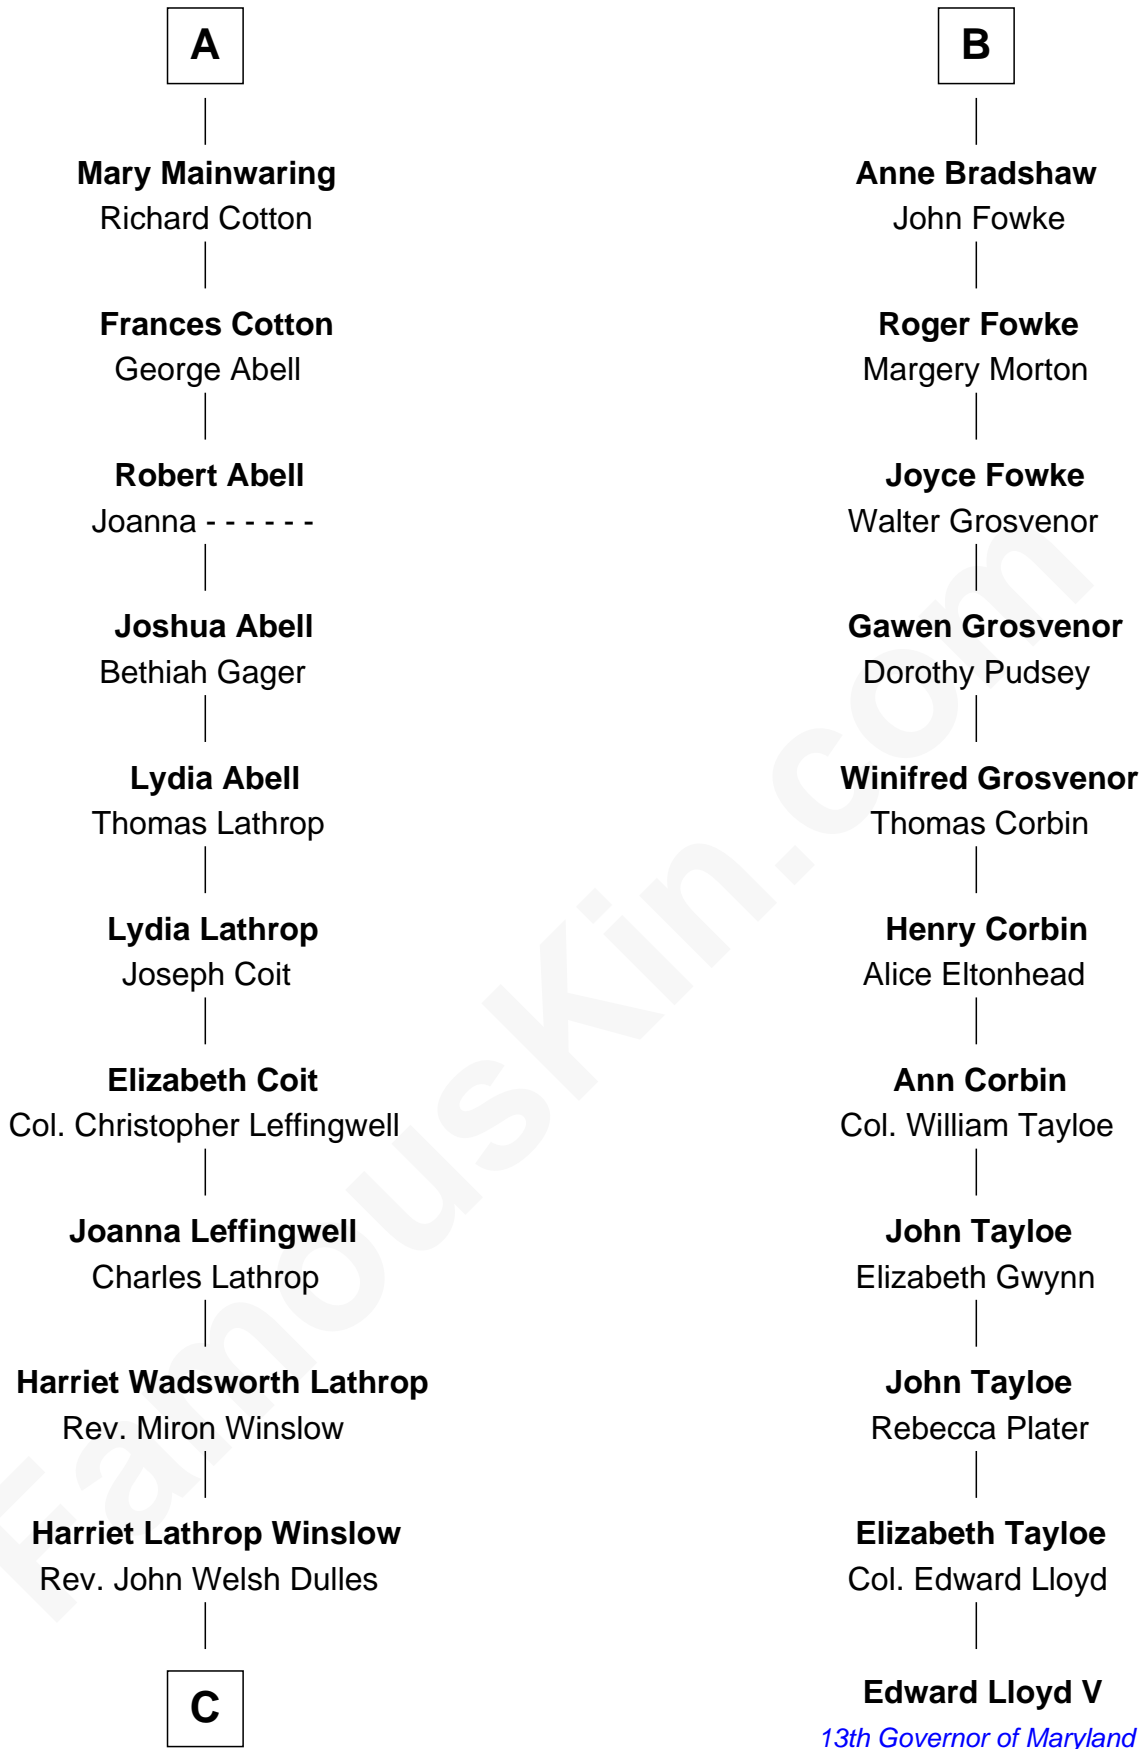 A
Mary Mainwaring
Richard Cotton
Frances Cotton
George Abell
Robert Abell
Joanna - - - - - -
Joshua Abell
Bethiah Gager
Lydia Abell
Thomas Lathrop
Lydia Lathrop
Joseph Coit
Elizabeth Coit
Col. Christopher Leffingwell
Joanna Leffingwell
Charles Lathrop
Harriet Wadsworth Lathrop
Rev. Miron Winslow
Harriet Lathrop Winslow
Rev. John Welsh Dulles
C
B
Anne Bradshaw
John Fowke
Roger Fowke
Margery Morton
Joyce Fowke
Walter Grosvenor
Gawen Grosvenor
Dorothy Pudsey
Winifred Grosvenor
Thomas Corbin
Henry Corbin
Alice Eltonhead
Ann Corbin
Col. William Tayloe
John Tayloe
Elizabeth Gwynn
John Tayloe
Rebecca Plater
Elizabeth Tayloe
Col. Edward Lloyd
Edward Lloyd V
13th Governor of Maryland
FamousKin.com